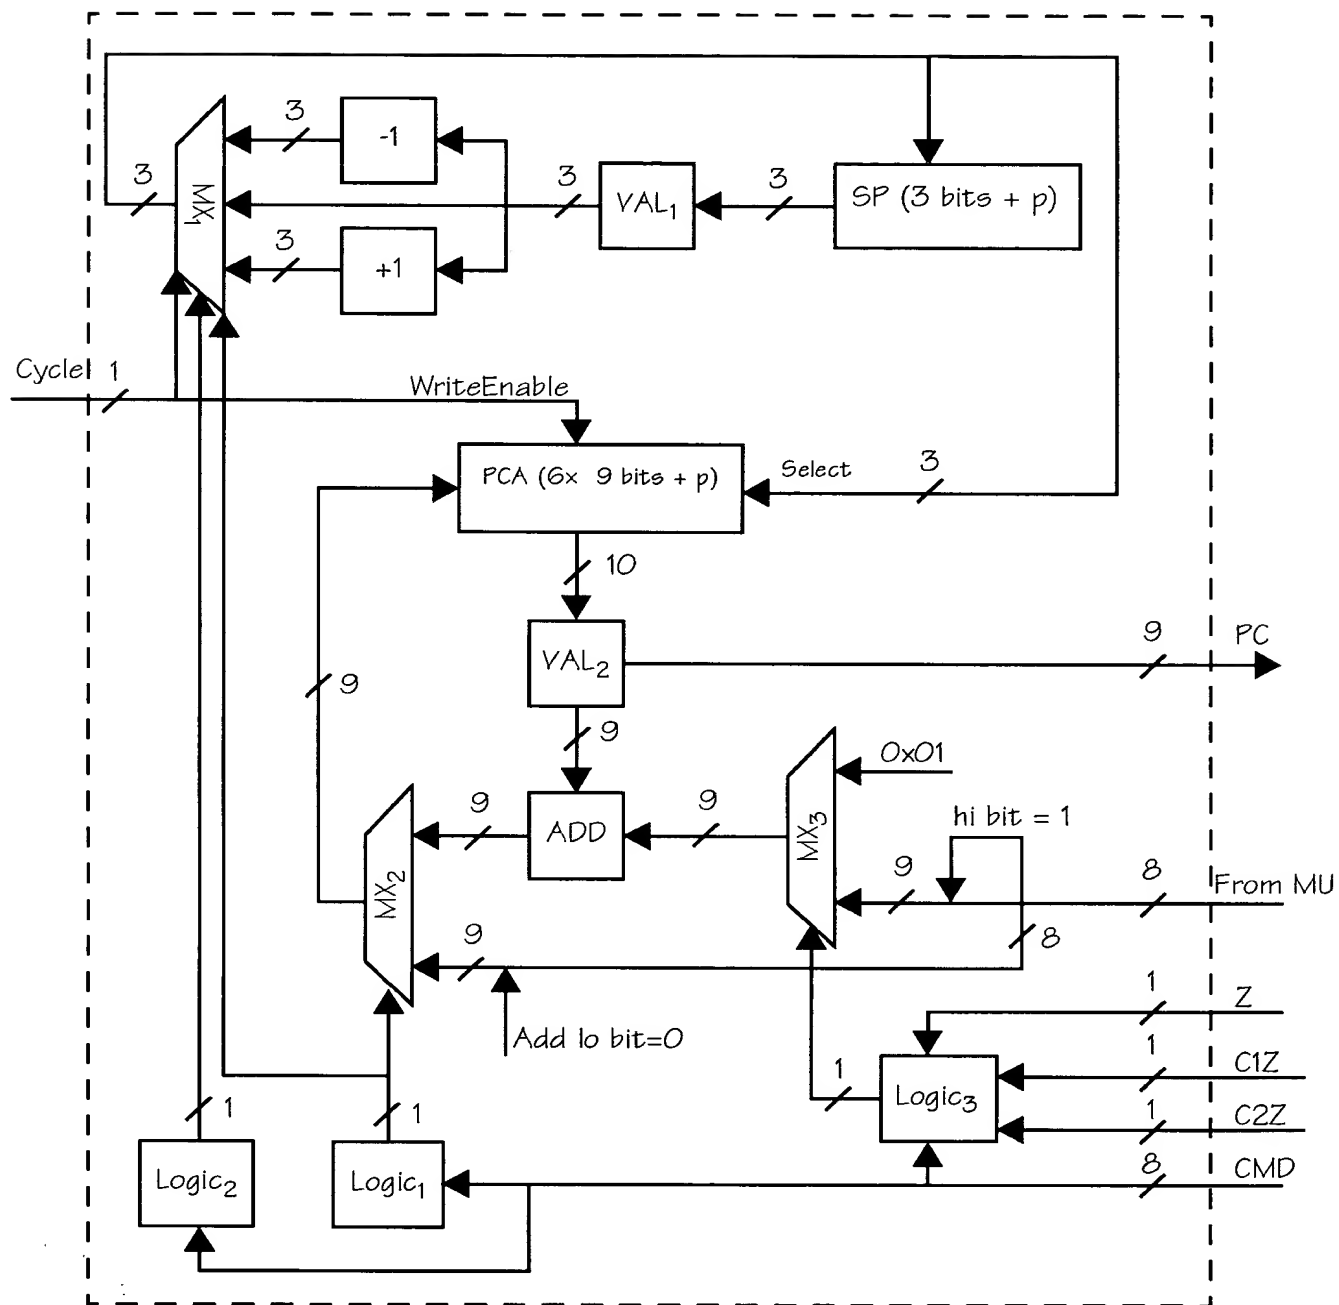 3
-1
3
MX1
3
VAL1
3
SP (3 bits + p)
3
+1
Cycle
1
WriteEnable
PCA (6x 9 bits + p)
Select
3
10
VAL2
9
PC
9
9
0x01
9
ADD
9
MX3
hi bit = 1
MX2
9
8
From MU
9
8
Add lo bit=0
1
Z
1
C1Z
1
Logic3
1
C2Z
1
1
Logic2
Logic1
8
CMD